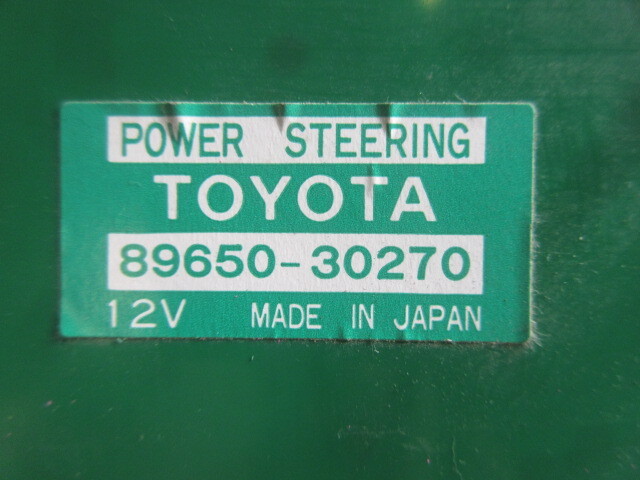 POWER STEERING
TOYOTA
89650-30270
12V MADE IN JAPAN